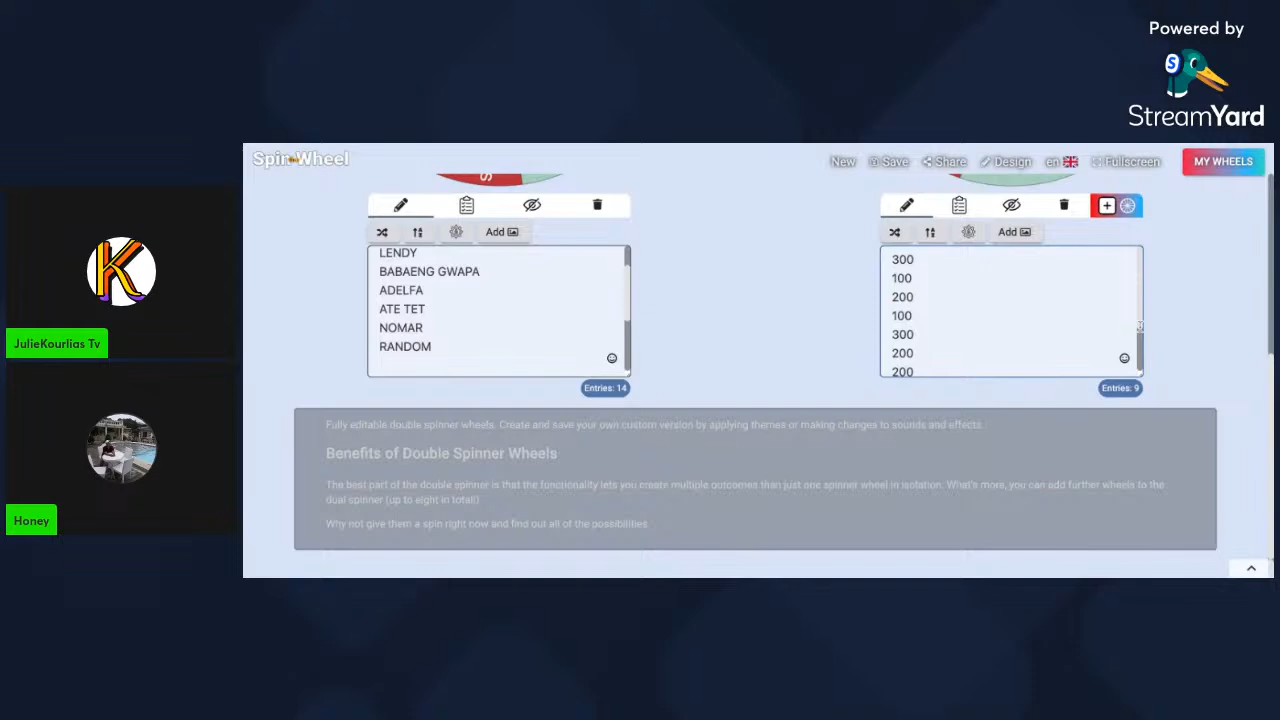 Powered by
StreamYard
SpinTheWheel
New
Save
Share
Design
en
Fullscreen
MY WHEELS
Add
LENDY
BABAENG GWAPA
ADELFA
ATE TET
NOMAR
RANDOM
Entries: 14
Add
300
100
200
100
300
200
200
Entries: 9
Fully editable double spinner wheels. Create and save your own custom version by applying themes or making changes to sounds and effects.
Benefits of Double Spinner Wheels
The best part of the double spinner is that the functionality lets you create multiple outcomes than just one spinner wheel in isolation. What's more, you can add further wheels to the
dual spinner (up to eight in total!)
Why not give them a spin right now and find out all of the possibilities
K
JulieKourlias Tv
Honey